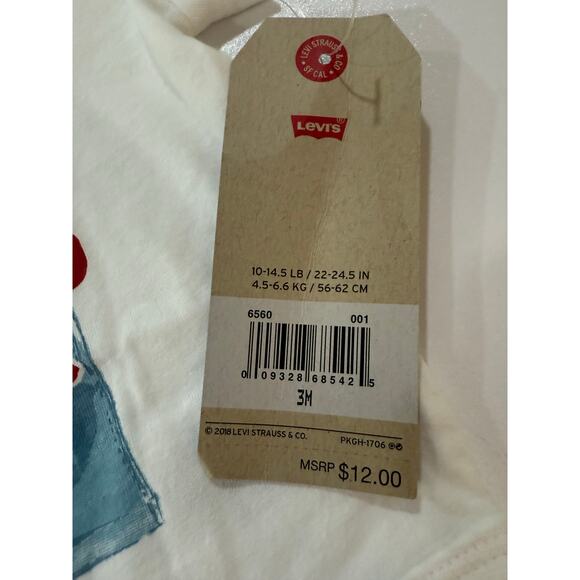 LEVI STRAUSS & CO
SF CAL
LEVI'S
10-14.5 LB / 22-24.5 IN
4.5-6.6 KG / 56-62 CM
6560 001
0 09328 68542 5
3M
© 2018 LEVI STRAUSS & CO. PKGH-1706
MSRP $12.00